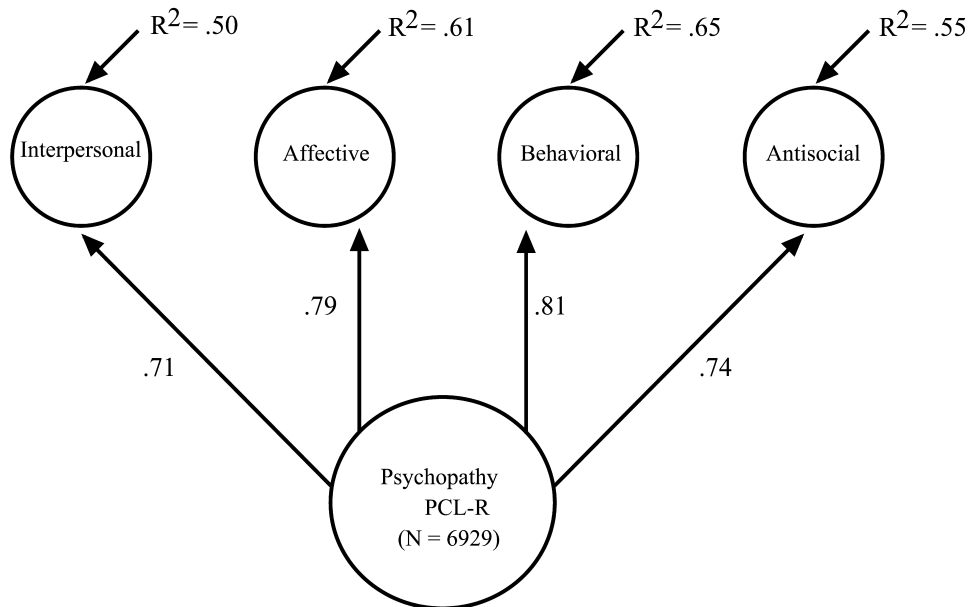 R2= .50
R2= .61
R2= .65
R2= .55
Interpersonal
Affective
Behavioral
Antisocial
.79
.81
.71
.74
Psychopathy
PCL-R
(N = 6929)